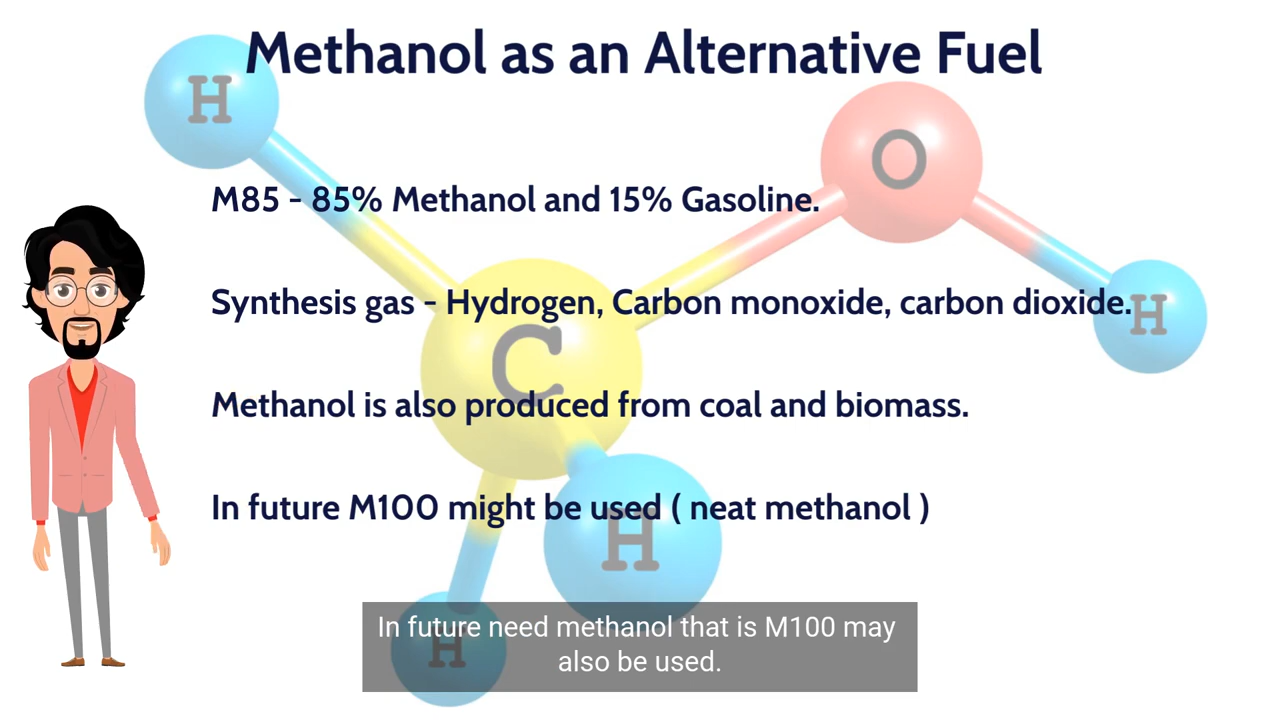 Methanol as an Alternative Fuel
H
O
M85 - 85% Methanol and 15% Gasoline.
Synthesis gas - Hydrogen, Carbon monoxide, carbon dioxide.
H
C
Methanol is also produced from coal and biomass.
In future M100 might be used ( neat methanol )
H
H
In future need methanol that is M100 may
also be used.